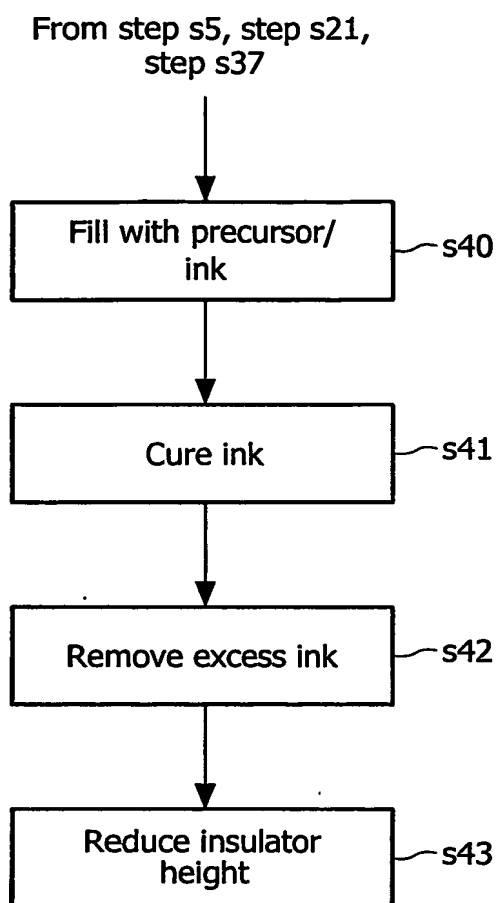 From step s5, step s21,
step s37
Fill with precursor/
ink
s40
Cure ink
s41
Remove excess ink
s42
Reduce insulator
height
s43